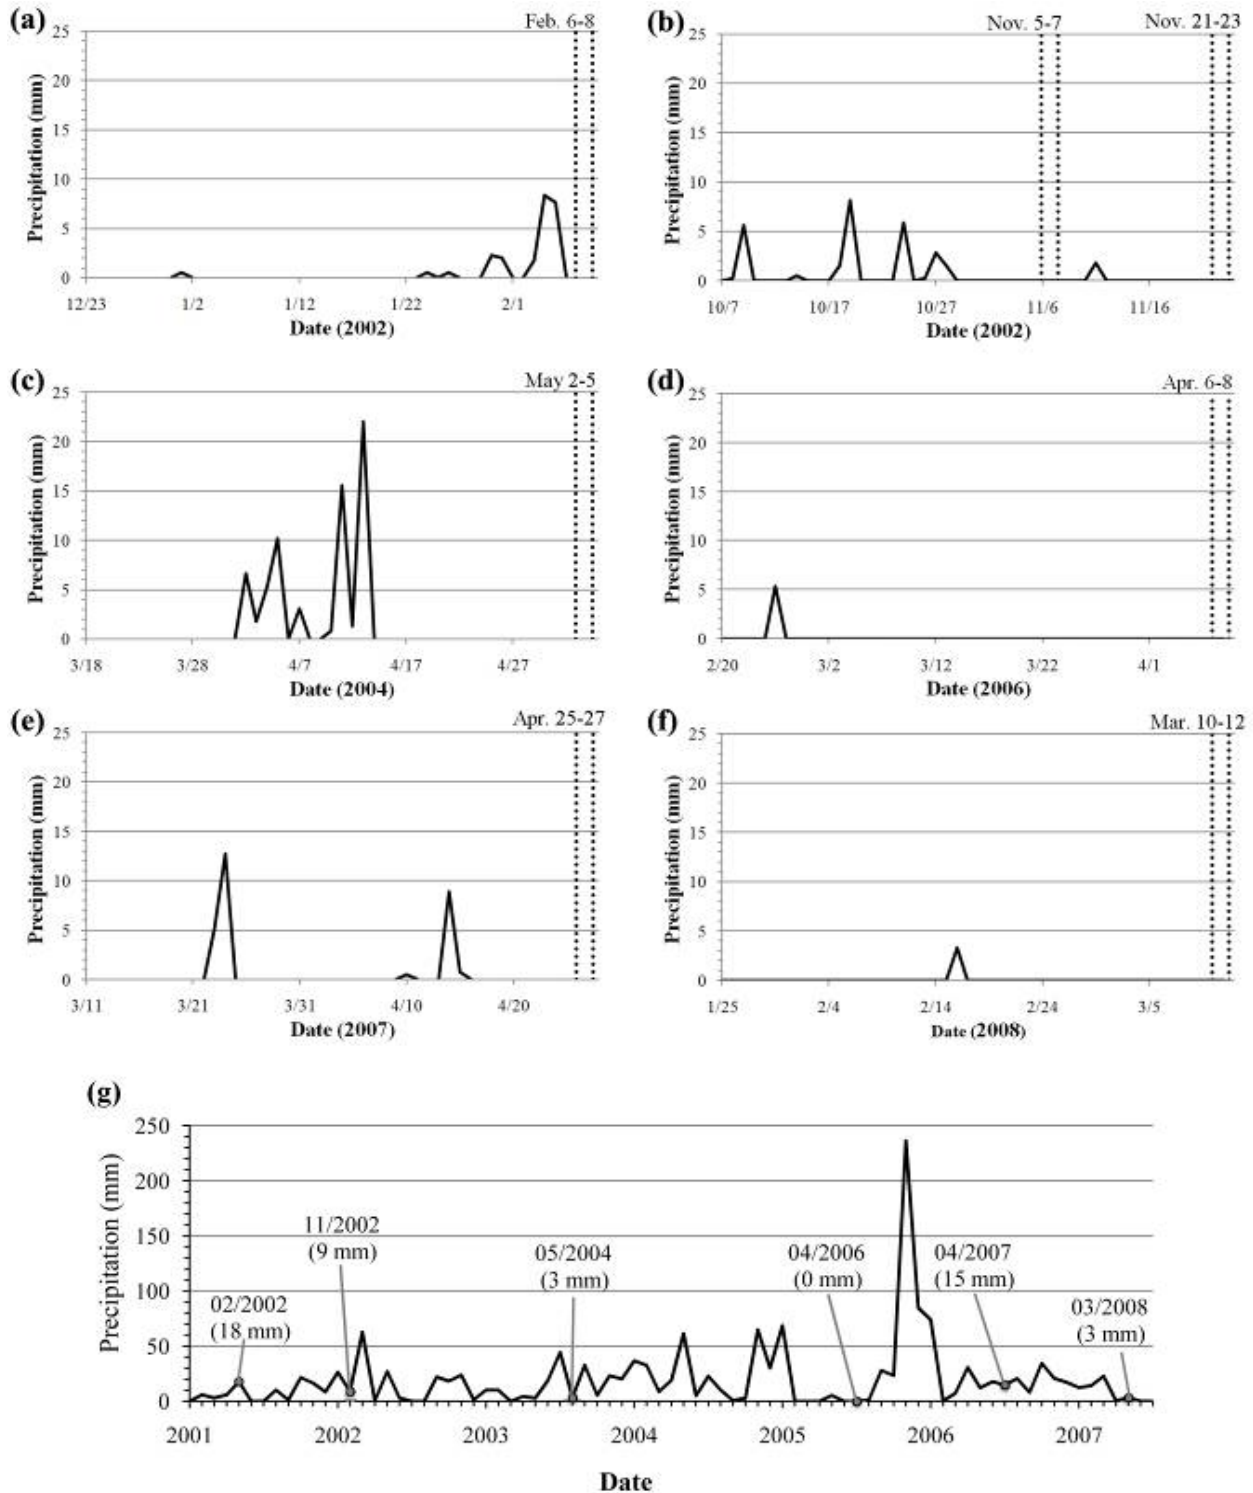 (a)
Feb. 6-8
25
20
15
10
5
0
Precipitation (mm)
12/23 1/2 1/12 1/22 2/1
Date (2002)
(b)
Nov. 5-7 Nov. 21-23
25
20
15
10
5
0
Precipitation (mm)
10/7 10/17 10/27 11/6 11/16
Date (2002)
(c)
May 2-5
25
20
15
10
5
0
Precipitation (mm)
3/18 3/28 4/7 4/17 4/27
Date (2004)
(d)
Apr. 6-8
25
20
15
10
5
0
Precipitation (mm)
2/20 3/2 3/12 3/22 4/1
Date (2006)
(e)
Apr. 25-27
25
20
15
10
5
0
Precipitation (mm)
3/11 3/21 3/31 4/10 4/20
Date (2007)
(f)
Mar. 10-12
25
20
15
10
5
0
Precipitation (mm)
1/25 2/4 2/14 2/24 3/5
Date (2008)
(g)
250
200
150
100
50
0
Precipitation (mm)
02/2002
(18 mm)
11/2002
(9 mm)
05/2004
(3 mm)
04/2006
(0 mm)
04/2007
(15 mm)
03/2008
(3 mm)
2001 2002 2003 2004 2005 2006 2007
Date